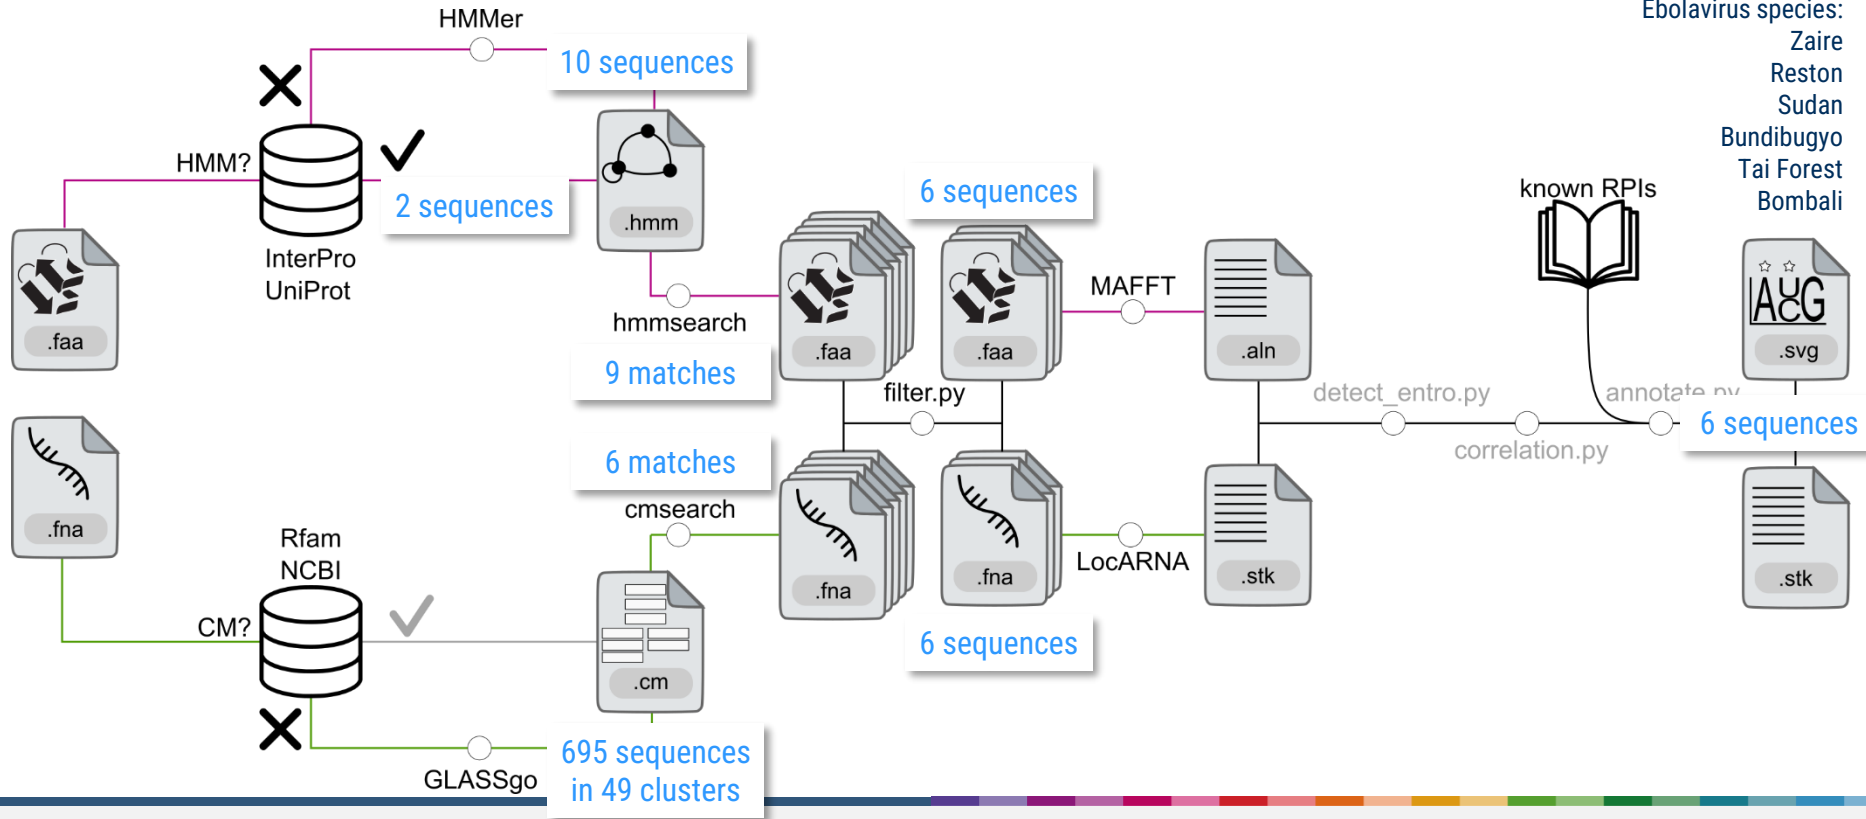 HMMer
10 sequences
Ebolavirus species:
Zaire
Reston
Sudan
Bundibugyo
Tai Forest
Bombali
HMM?
2 sequences
InterPro
UniProt
.faa
.hmm
hmmsearch
9 matches
.faa
6 sequences
.faa
filter.py
MAFFT
.aln
known RPIs
AUCG
.svg
detect_entro.py
correlation.py
annotate.py
6 sequences
.fna
Rfam
NCBI
CM?
6 matches
cmsearch
.cm
.fna
.fna
6 sequences
LocARNA
.stk
.stk
GLASSgo
695 sequences
in 49 clusters